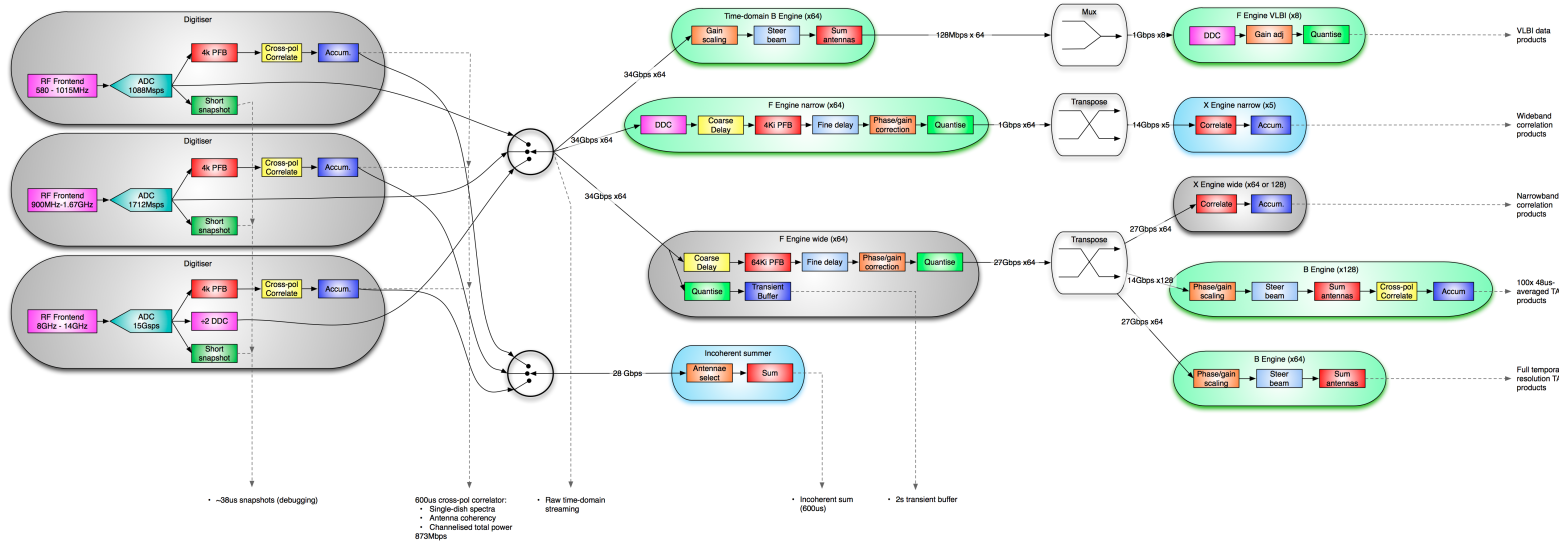 Digitiser
RF Frontend
580 - 1015MHz
ADC
1088Msps
4k PFB
Cross-pol
Correlate
Accum.
Short
snapshot
Digitiser
RF Frontend
900MHz-1.67GHz
ADC
1712Msps
4k PFB
Cross-pol
Correlate
Accum.
Short
snapshot
Digitiser
RF Frontend
8GHz - 14GHz
ADC
15Gsps
4k PFB
Cross-pol
Correlate
Accum.
÷2 DDC
Short
snapshot
34Gbps x64
34Gbps x64
34Gbps x64
28 Gbps
Time-domain B Engine (x64)
Gain
scaling
Steer
beam
Sum
antennas
128Mbps x 64
Mux
1Gbps x8
F Engine VLBI (x8)
DDC
Gain adj
Quantise
VLBI data
products
F Engine narrow (x64)
DDC
Coarse
Delay
4Ki PFB
Fine delay
Phase/gain
correction
Quantise
1Gbps x64
Transpose
14Gbps x5
X Engine narrow (x5)
Correlate
Accum.
Wideband
correlation
products
F Engine wide (x64)
Coarse
Delay
64Ki PFB
Fine delay
Phase/gain
correction
Quantise
Quantise
Transient
Buffer
27Gbps x64
Transpose
27Gbps x64
14Gbps x128
27Gbps x64
X Engine wide (x64 or 128)
Correlate
Accum.
Narrowband
correlation
products
B Engine (x128)
Phase/gain
scaling
Steer
beam
Sum
antennas
Cross-pol
Correlate
Accum
100x 48us-
averaged TA
products
B Engine (x64)
Phase/gain
scaling
Steer
beam
Sum
antennas
Full tempora
resolution TA
products
Incoherent summer
Antennae
select
Sum
• ~38us snapshots (debugging)
600us cross-pol correlator:
• Single-dish spectra
• Antenna coherency
• Channelised total power
873Mbps
• Raw time-domain
streaming
• Incoherent sum
(600us)
• 2s transient buffer